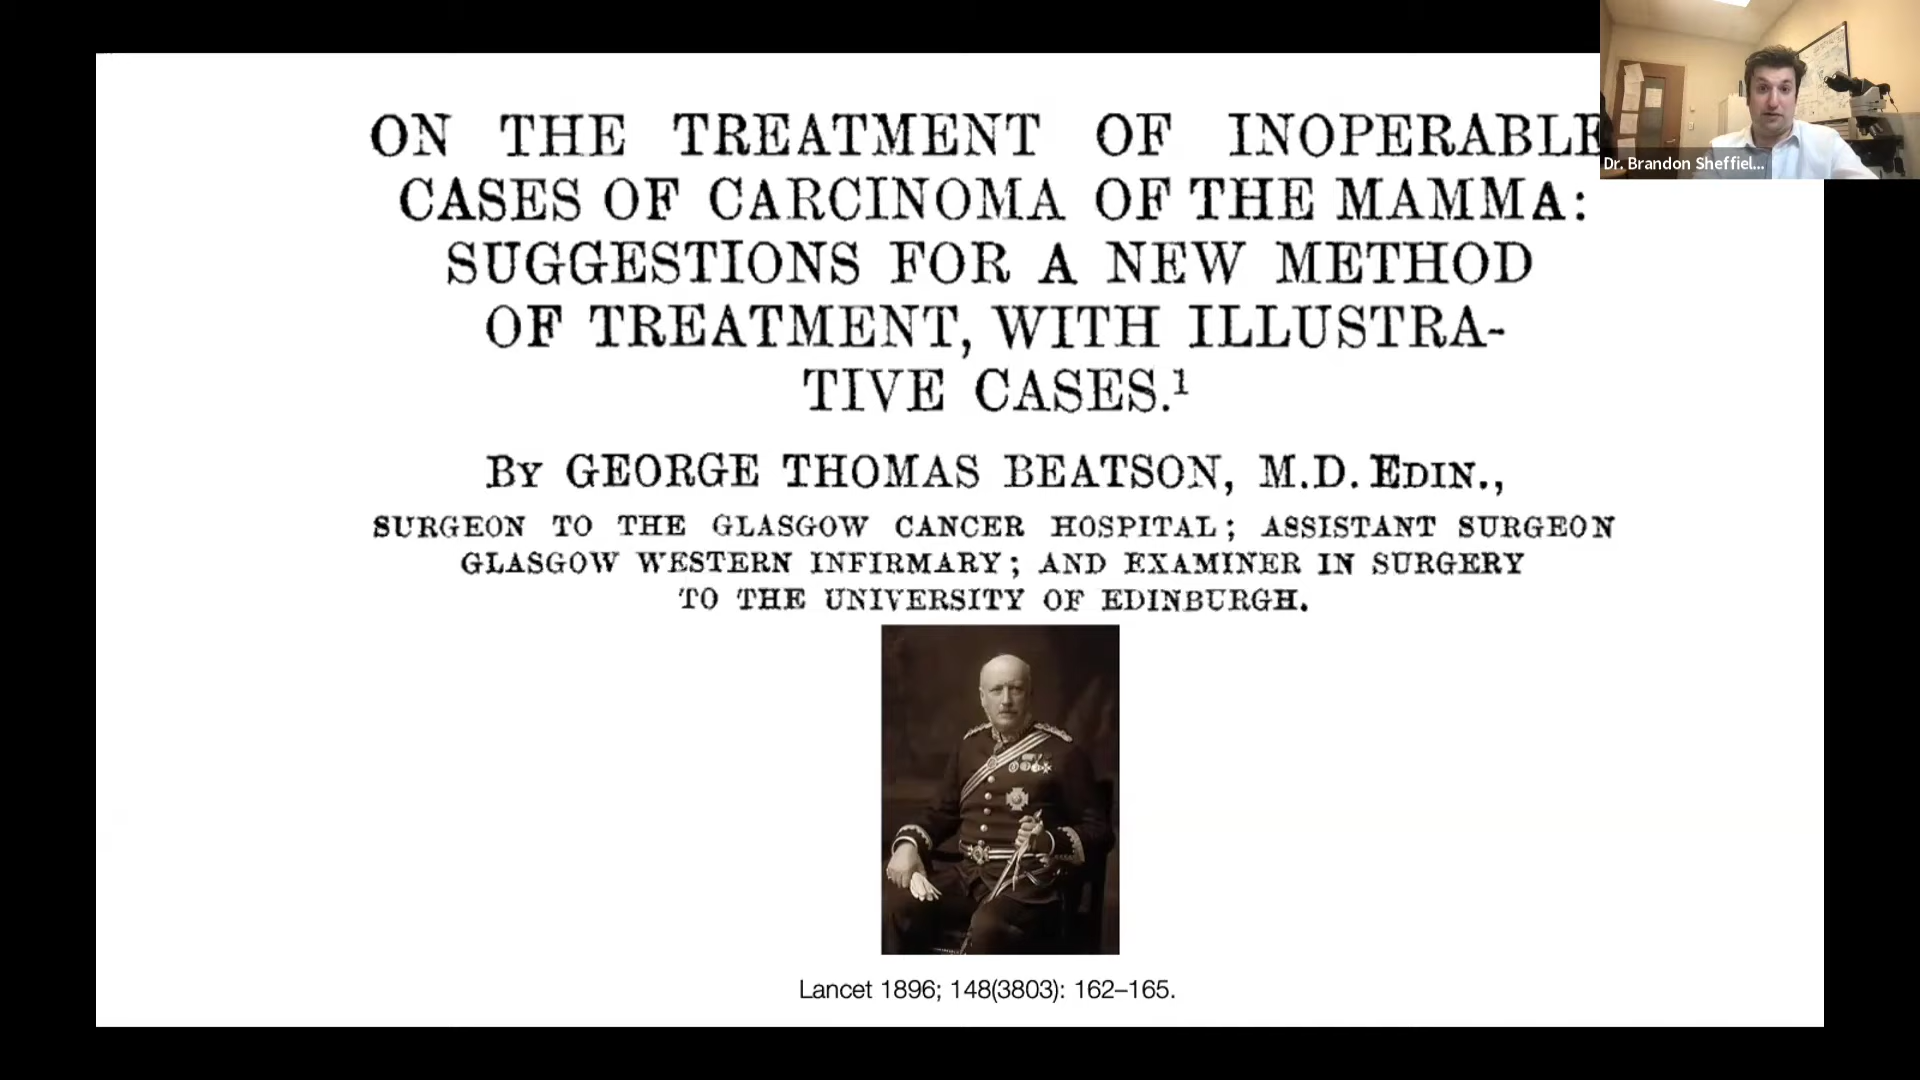 ON THE TREATMENT OF INOPERABLE
CASES OF CARCINOMA OF THE MAMMA:
SUGGESTIONS FOR A NEW METHOD
OF TREATMENT, WITH ILLUSTRA-
TIVE CASES.¹
By GEORGE THOMAS BEATSON, M.D. EDIN.,
SURGEON TO THE GLASGOW CANCER HOSPITAL; ASSISTANT SURGEON
GLASGOW WESTERN INFIRMARY; AND EXAMINER IN SURGERY
TO THE UNIVERSITY OF EDINBURGH.
Lancet 1896; 148(3803): 162–165.
Dr. Brandon Sheffiel...